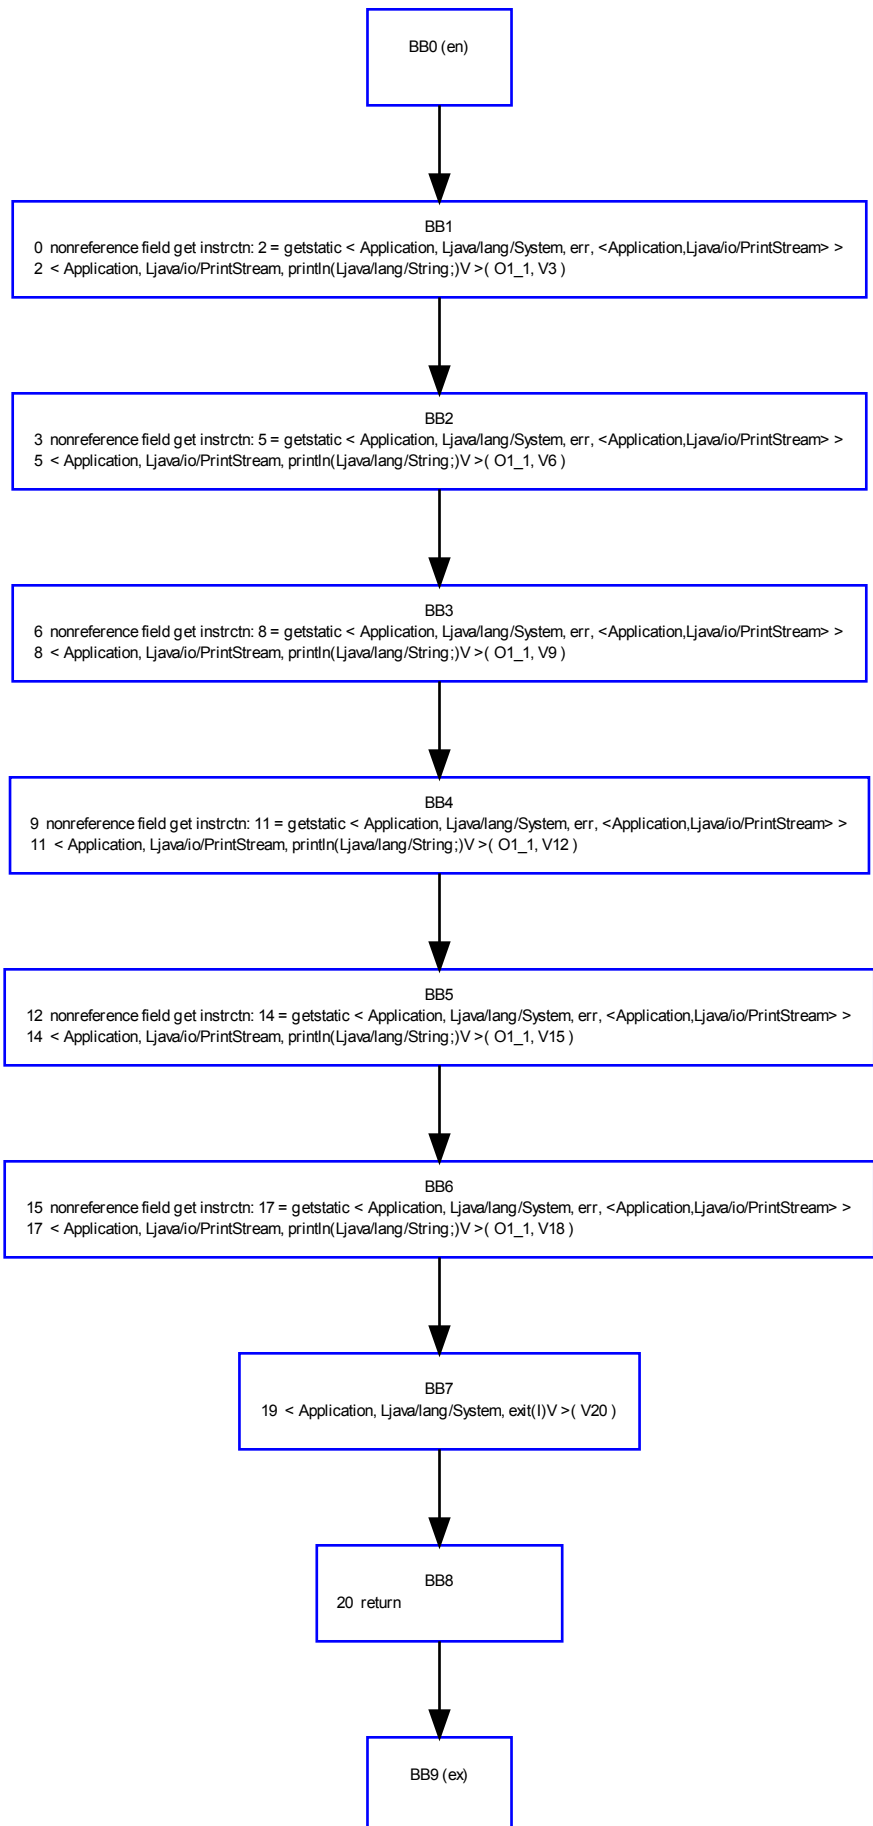 BB0 (en)
BB1
0 nonreference field get instrctn: 2 = getstatic < Application, Ljava/lang/System, err, <Application,Ljava/io/PrintStream> >
2 < Application, Ljava/io/PrintStream, println(Ljava/lang/String;)V >( O1_1, V3 )
BB2
3 nonreference field get instrctn: 5 = getstatic < Application, Ljava/lang/System, err, <Application,Ljava/io/PrintStream> >
5 < Application, Ljava/io/PrintStream, println(Ljava/lang/String;)V >( O1_1, V6 )
BB3
6 nonreference field get instrctn: 8 = getstatic < Application, Ljava/lang/System, err, <Application,Ljava/io/PrintStream> >
8 < Application, Ljava/io/PrintStream, println(Ljava/lang/String;)V >( O1_1, V9 )
BB4
9 nonreference field get instrctn: 11 = getstatic < Application, Ljava/lang/System, err, <Application,Ljava/io/PrintStream> >
11 < Application, Ljava/io/PrintStream, println(Ljava/lang/String;)V >( O1_1, V12 )
BB5
12 nonreference field get instrctn: 14 = getstatic < Application, Ljava/lang/System, err, <Application,Ljava/io/PrintStream> >
14 < Application, Ljava/io/PrintStream, println(Ljava/lang/String;)V >( O1_1, V15 )
BB6
15 nonreference field get instrctn: 17 = getstatic < Application, Ljava/lang/System, err, <Application,Ljava/io/PrintStream> >
17 < Application, Ljava/io/PrintStream, println(Ljava/lang/String;)V >( O1_1, V18 )
BB7
19 < Application, Ljava/lang/System, exit(I)V >( V20 )
BB8
20 return
BB9 (ex)